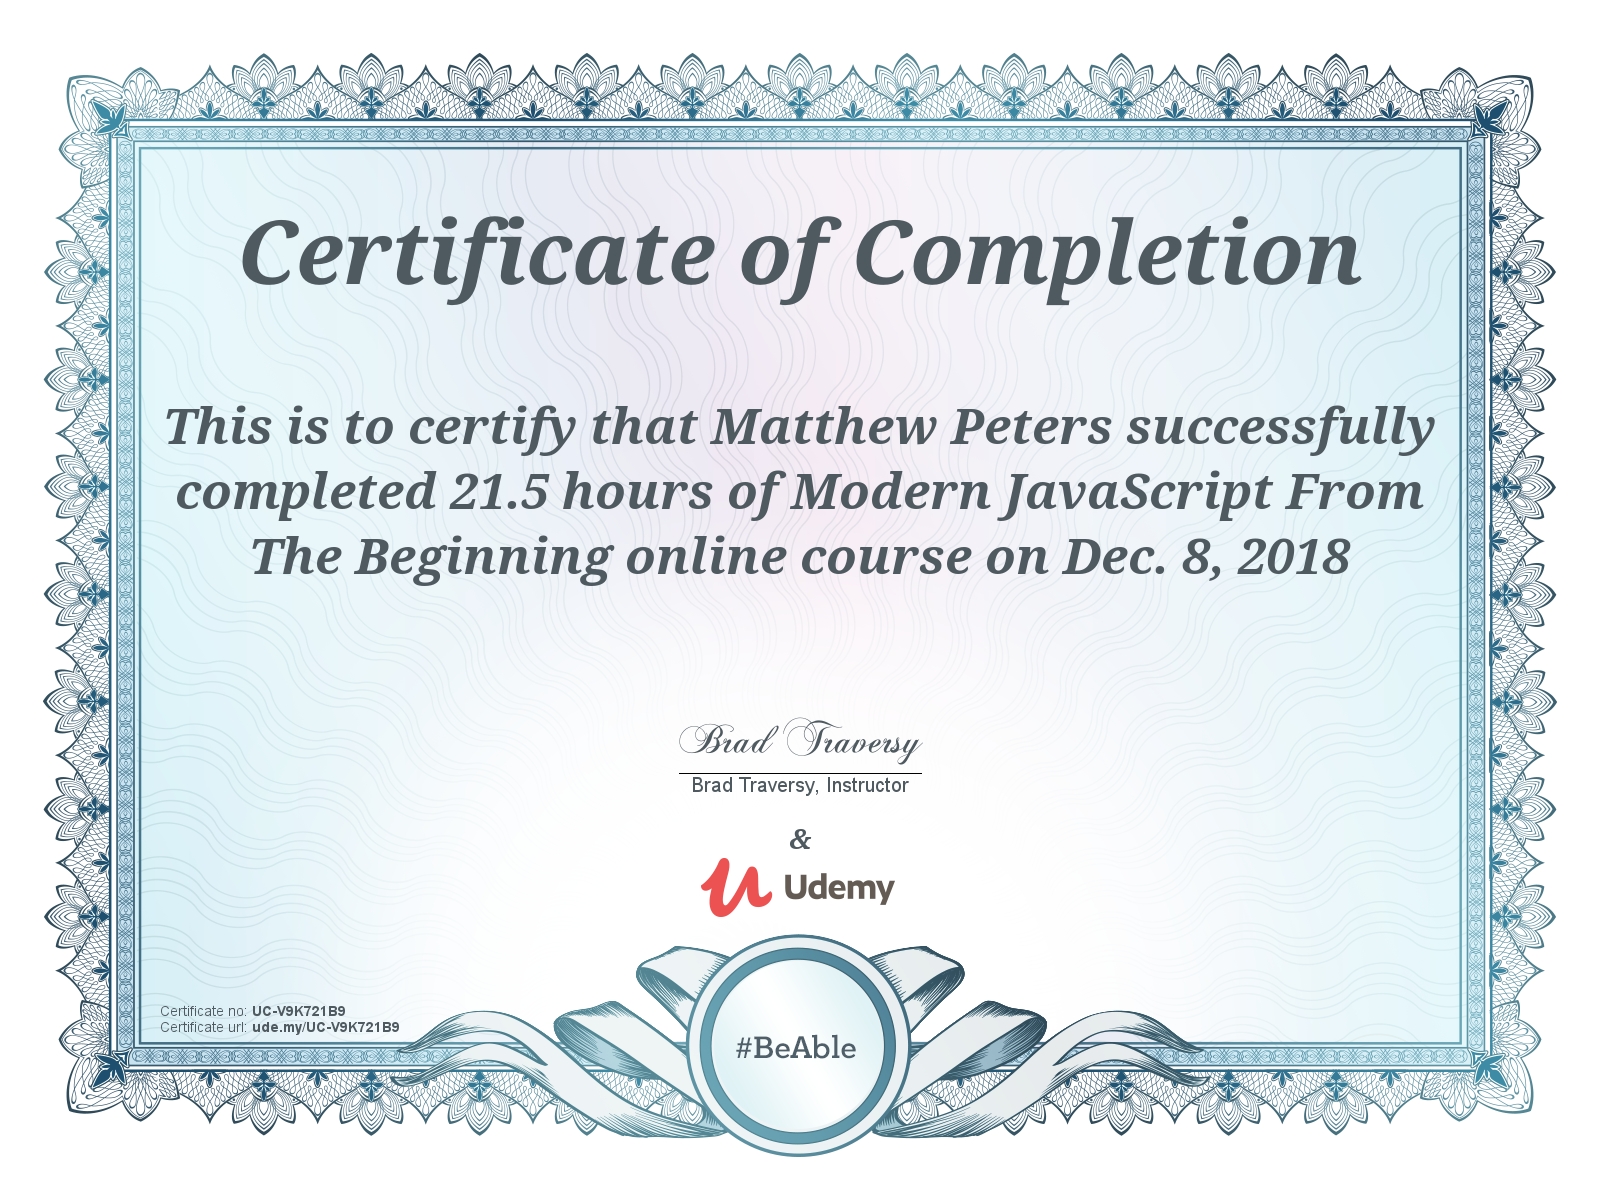 Certificate of Completion
This is to certify that Matthew Peters successfully
completed 21.5 hours of Modern JavaScript From
The Beginning online course on Dec. 8, 2018
Brad Traversy
Brad Traversy, Instructor
&
Udemy
Certificate no: UC-V9K721B9
Certificate url: ude.my/UC-V9K721B9
#BeAble